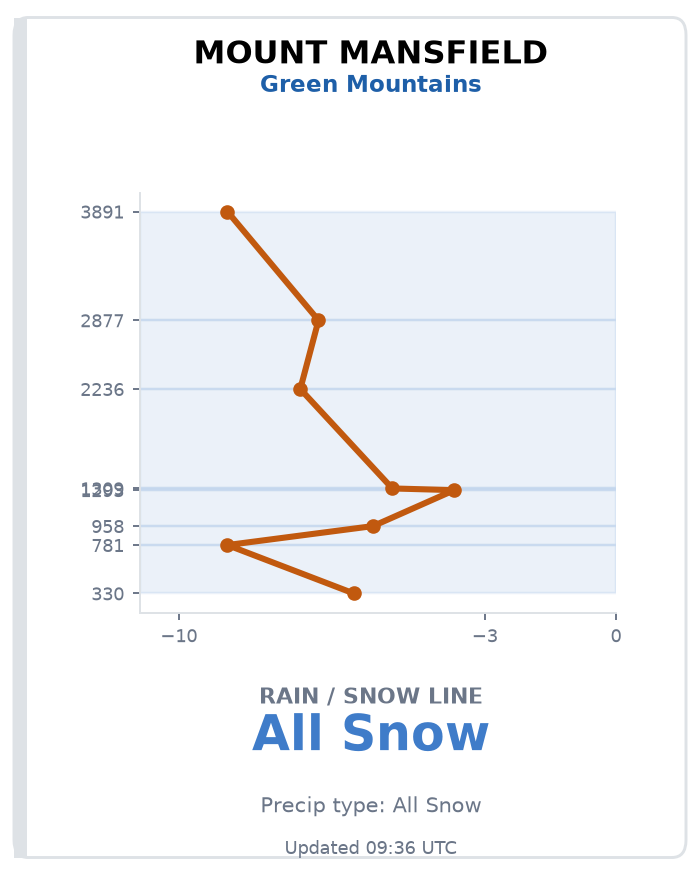 MOUNT MANSFIELD
Green Mountains
3891
2877
2236
958
781
330
−10
−3
0
RAIN / SNOW LINE
All Snow
Precip type: All Snow
Updated 09:36 UTC